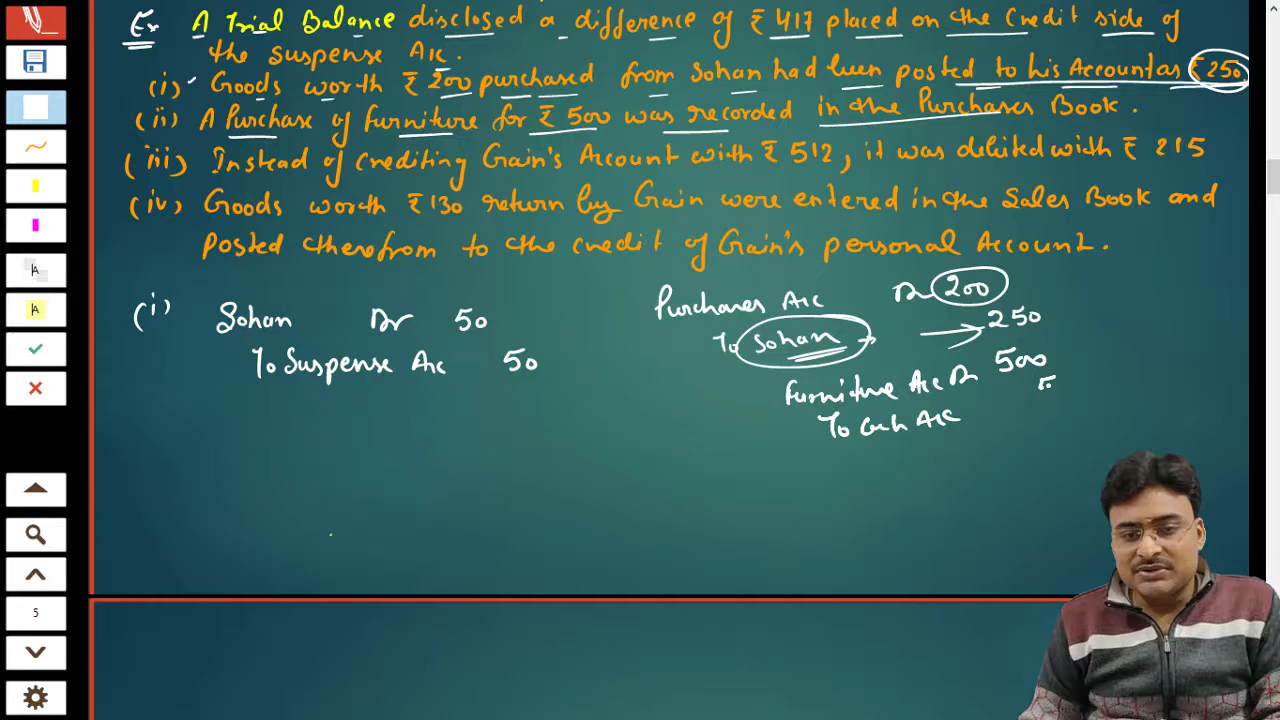 Ex A Trial Balance disclosed a difference of ₹ 417 placed on the Credit side of
the suspense A/c.
(i) Goods worth ₹ 200 purchased from Sohan had been posted to his Account as ₹ 250
(ii) A Purchase of furniture for ₹ 500 was recorded in the Purchases Book.
(iii) Instead of crediting Gain's Account with ₹ 512, it was debited with ₹ 215
(iv) Goods worth ₹ 130 return by Gain were entered in the Sales Book and
Posted therefrom to the credit of Gain's personal Account.
(i) Sohan Dr 50
To Suspense A/c 50
Purchases A/c Dr 200
To Sohan 250
Furniture A/c Dr 500
To Cash A/c
A
A
5